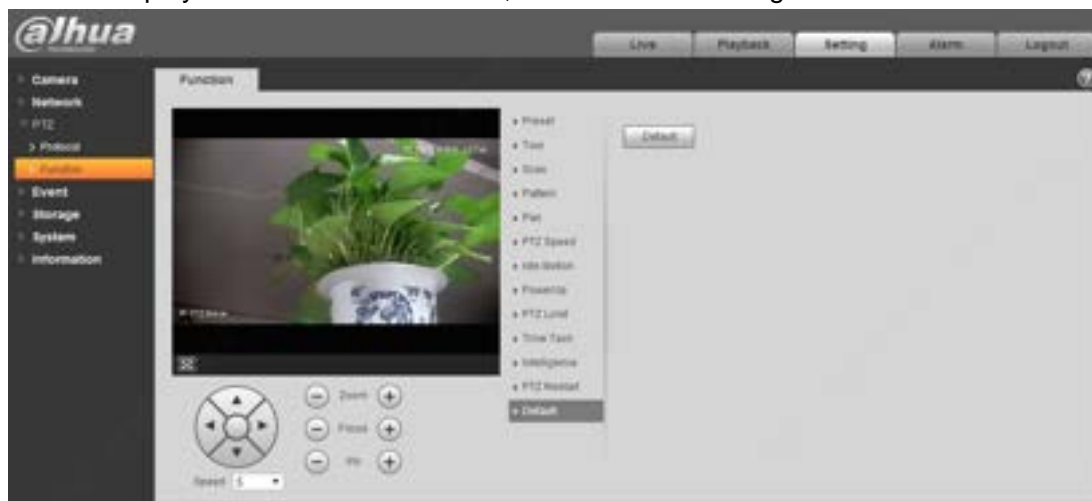 alhua
TECHNOLOGY
Live
Playback
Setting
Alarm
Logout
Camera
Network
PTZ
Protocol
Function
Event
Storage
System
Information
Function
Preset
Tour
Scan
Pattern
Pan
PTZ Speed
Idle Motion
PowerUp
PTZ Limit
Time Task
Intelligence
PTZ Restart
Default
Default
Zoom
Focus
Iris
Speed 5